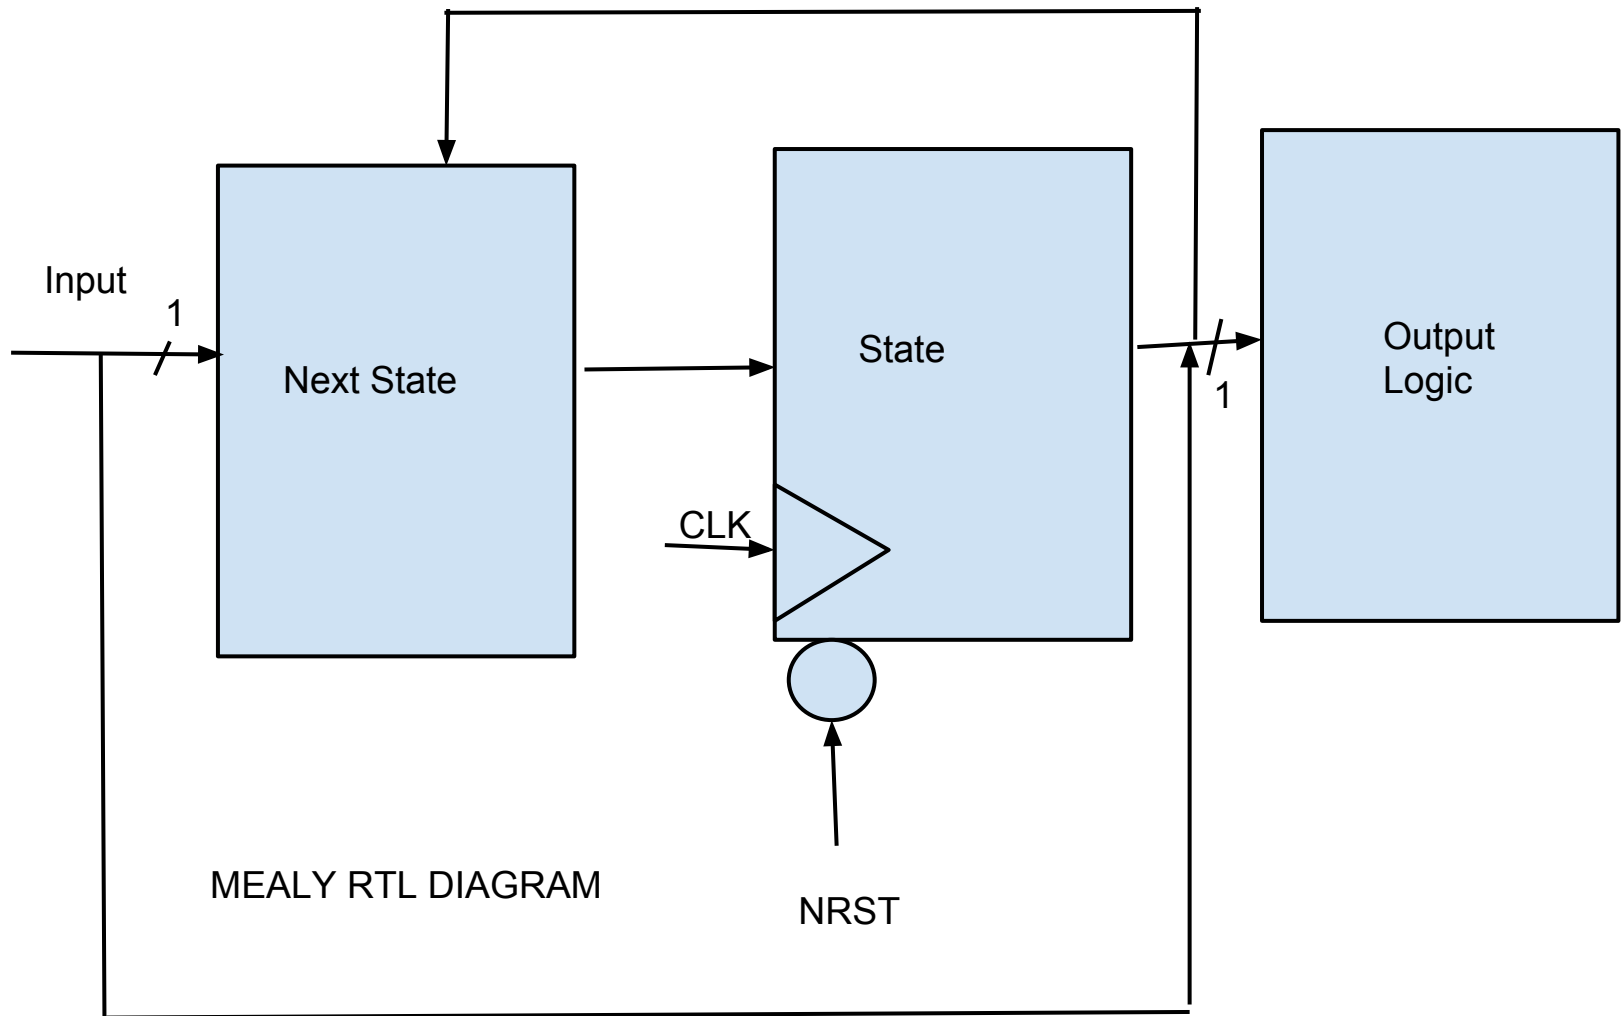 Input
1
Next State
State
Output
Logic
1
CLK
MEALY RTL DIAGRAM
NRST